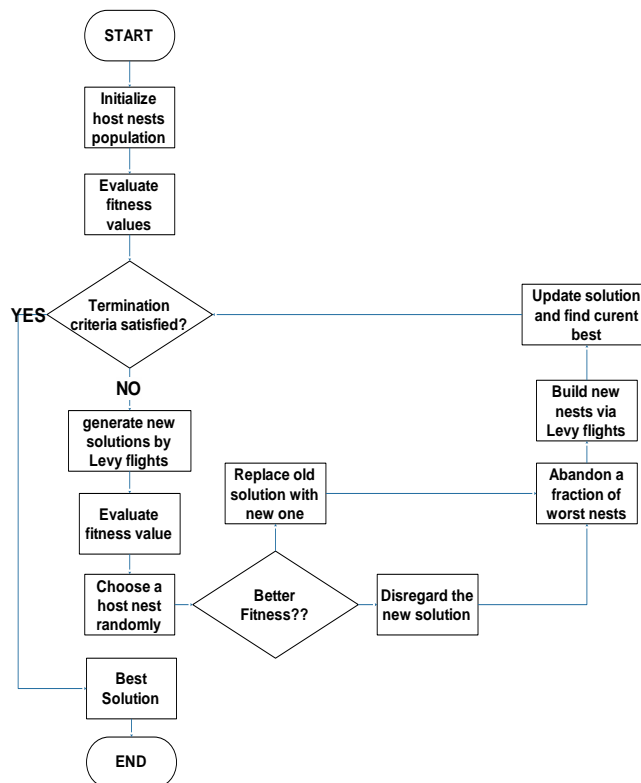 START
Initialize
host nests
population
Evaluate
fitness
values
Termination
criteria satisfied?
YES
NO
Update solution
and find curent
best
Build new
nests via
Levy flights
generate new
solutions by
Levy flights
Replace old
solution with
new one
Abandon a
fraction of
worst nests
Evaluate
fitness value
Choose a
host nest
randomly
Better
Fitness??
Disregard the
new solution
Best
Solution
END